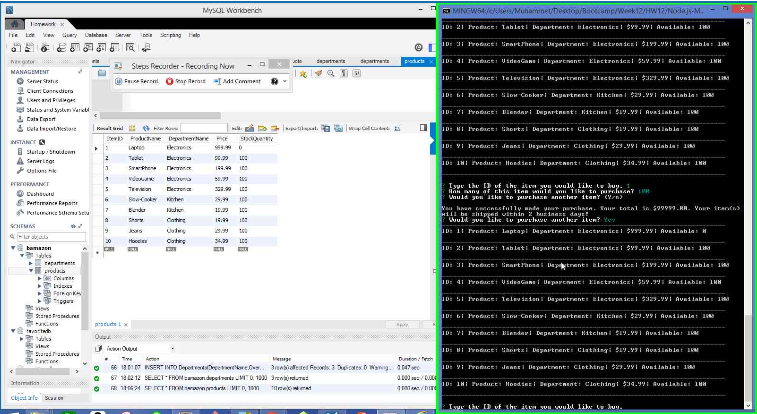 MySQL Workbench
Homework
File Edit View Query Database Server Tools Scripting Help
Navigator
MANAGEMENT
Server Status
Client Connections
Users and Privileges
Status and System Variabl
Data Export
Data Import/Restore
INSTANCE
Startup / Shutdown
Server Logs
Options File
PERFORMANCE
Dashboard
Performance Reports
Performance Schema Setu
SCHEMAS
Filter objects
bamazon
Tables
departments
products
Columns
Indexes
Foreign Key
Triggers
Views
Stored Procedures
Functions
favoritedb
Tables
Views
Stored Procedures
Functions
Information
Object Info Session
departments departments products
Steps Recorder - Recording Now
Pause Record Stop Record Add Comment
Result Grid Filter Rows: Edit: Export/Import: Wrap Cell Content:
ItemID ProductName DepartmentName Price StockQuantity
1 Laptop Electronics 999.99 0
2 Tablet Electronics 99.99 100
3 SmartPhone Electronics 199.99 100
4 VideoGame Electronics 59.99 100
5 Television Electronics 329.99 100
6 Slow-Cooker Kitchen 29.99 100
7 Blender Kitchen 19.99 100
8 Shorts Clothing 19.99 100
9 Jeans Clothing 29.99 100
10 Hoodies Clothing 34.99 100
products 1
Apply
Output
Action Output
# Time Action Message Duration / Fetch
66 18:01:07 INSERT INTO Departments(DepartmentName,Over... 3 row(s) affected Records: 3 Duplicates: 0 Warning... 0.047 sec
67 18:02:12 SELECT * FROM bamazon.departments LIMIT 0, 1000 3 row(s) returned 0.000 sec / 0.00
68 18:06:24 SELECT * FROM bamazon.products LIMIT 0, 1000 10 row(s) returned 0.000 sec / 0.00
MINGW64:/c/Users/Muhammet/Desktop/Bootcamp/Week12/HW12/Node.js-M...
ID: 2| Product: Tablet| Department: Electronics| $99.99| Available: 100
ID: 3| Product: SmartPhone| Department: Electronics| $199.99| Available: 100
ID: 4| Product: VideoGame| Department: Electronics| $59.99| Available: 100
ID: 5| Product: Television| Department: Electronics| $329.99| Available: 100
ID: 6| Product: Slow-Cooker| Department: Kitchen| $29.99| Available: 100
ID: 7| Product: Blender| Department: Kitchen| $19.99| Available: 100
ID: 8| Product: Shorts| Department: Clothing| $19.99| Available: 100
ID: 9| Product: Jeans| Department: Clothing| $29.99| Available: 100
ID: 10| Product: Hoodies| Department: Clothing| $34.99| Available: 100
? Type the ID of the item you would like to buy. 1
? How many of this item would you like to purchase? 100
? Would you like to purchase another item? (Y/n)
You have successfully made your purchase. Your total is $99999.00. Your item(s)
will be shipped within 2 business days!
? Would you like to purchase another item? Yes
ID: 1| Product: Laptop| Department: Electronics| $999.99| Available: 0
ID: 2| Product: Tablet| Department: Electronics| $99.99| Available: 100
ID: 3| Product: SmartPhone| Department: Electronics| $199.99| Available: 100
ID: 4| Product: VideoGame| Department: Electronics| $59.99| Available: 100
ID: 5| Product: Television| Department: Electronics| $329.99| Available: 100
ID: 6| Product: Slow-Cooker| Department: Kitchen| $29.99| Available: 100
ID: 7| Product: Blender| Department: Kitchen| $19.99| Available: 100
ID: 8| Product: Shorts| Department: Clothing| $19.99| Available: 100
ID: 9| Product: Jeans| Department: Clothing| $29.99| Available: 100
ID: 10| Product: Hoodies| Department: Clothing| $34.99| Available: 100
? Type the ID of the item you would like to buy.